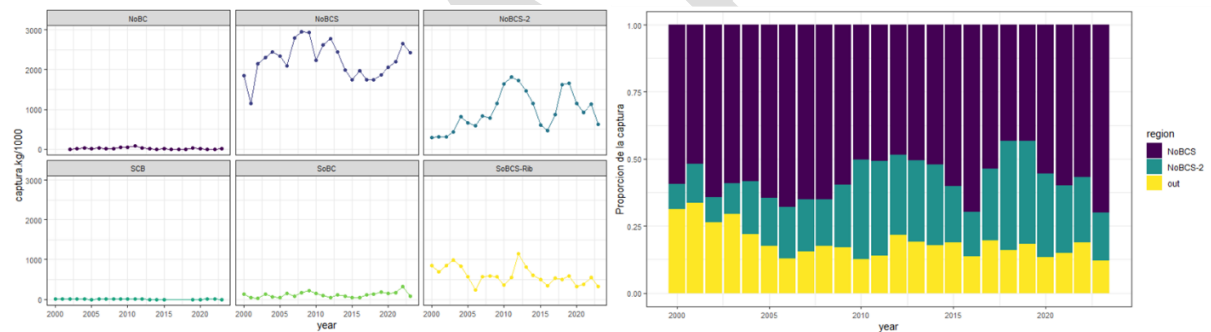 NoBC
NoBCS
NoBCS-2
captura.kg/1000
3000
2000
1000
0
SCB
SoBC
SoBCS-Rib
3000
2000
1000
0
2000 2005 2010 2015 2020
2000 2005 2010 2015 2020
2000 2005 2010 2015 2020
year
Proporcion de la captura
1.00
0.75
0.50
0.25
0.00
2000 2005 2010 2015 2020
year
region
NoBCS
NoBCS-2
out